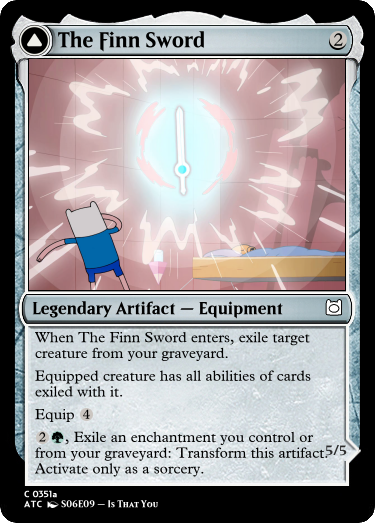 The Finn Sword 2
Legendary Artifact — Equipment
When The Finn Sword enters, exile target
creature from your graveyard.
Equipped creature has all abilities of cards
exiled with it.
Equip 4
2 , Exile an enchantment you control or
from your graveyard: Transform this artifact.
5/5
Activate only as a sorcery.
C 0351a
ATC S06E09 — Is That You